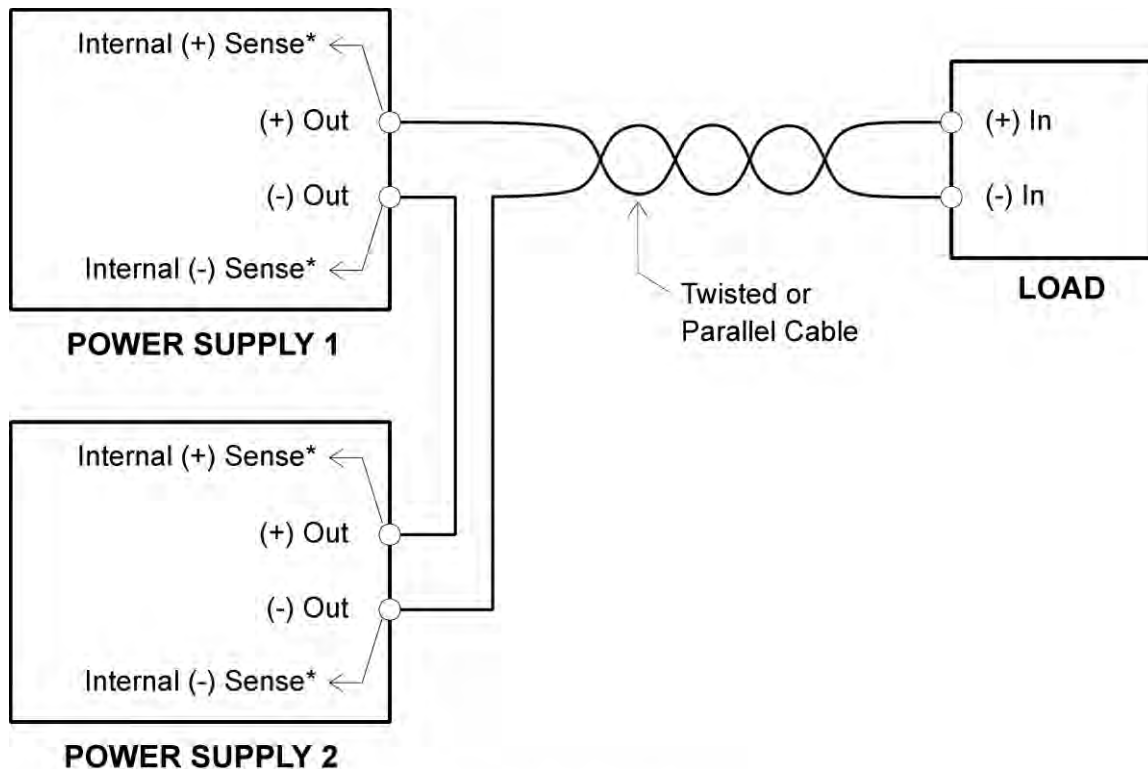 Internal (+) Sense*
(+) Out
(-) Out
Internal (-) Sense*
POWER SUPPLY 1
(+) In
(-) In
LOAD
Twisted or
Parallel Cable
Internal (+) Sense*
(+) Out
(-) Out
Internal (-) Sense*
POWER SUPPLY 2